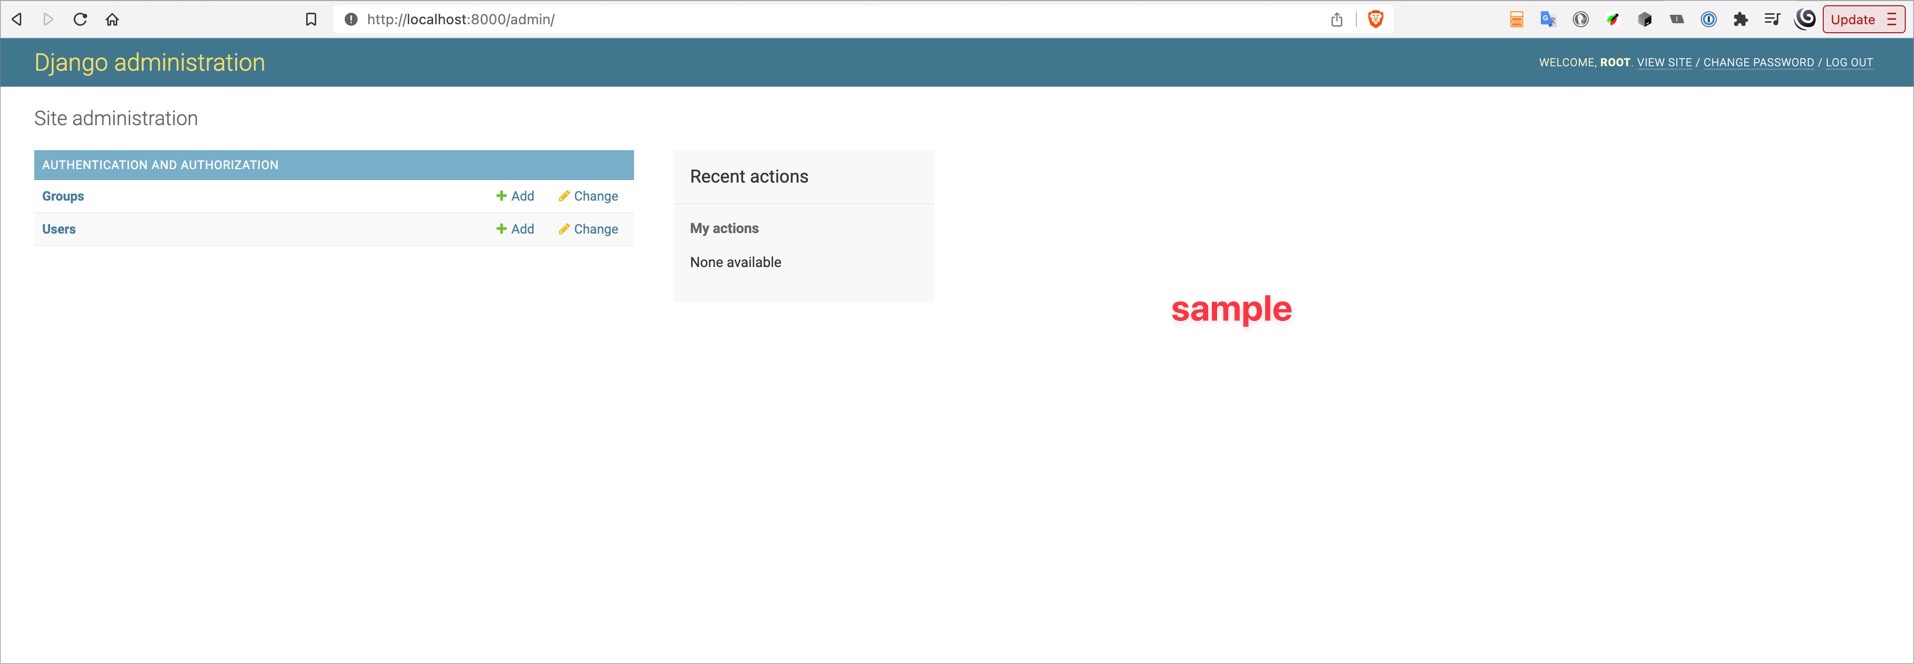 http://localhost:8000/admin/
Update
Django administration
WELCOME, ROOT. VIEW SITE / CHANGE PASSWORD / LOG OUT
Site administration
AUTHENTICATION AND AUTHORIZATION
Groups Add Change
Users Add Change
Recent actions
My actions
None available
sample